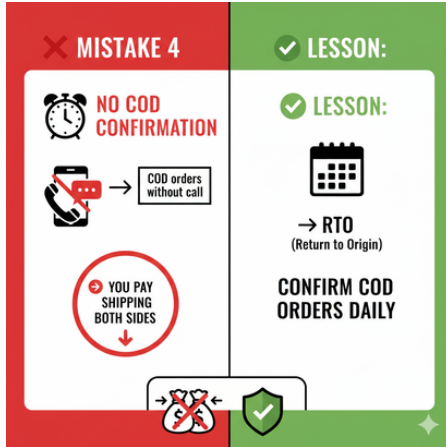 MISTAKE 4
NO COD
CONFIRMATION
COD orders
without call
YOU PAY
SHIPPING
BOTH SIDES
LESSON:
LESSON:
→ RTO
(Return to Origin)
CONFIRM COD
ORDERS DAILY